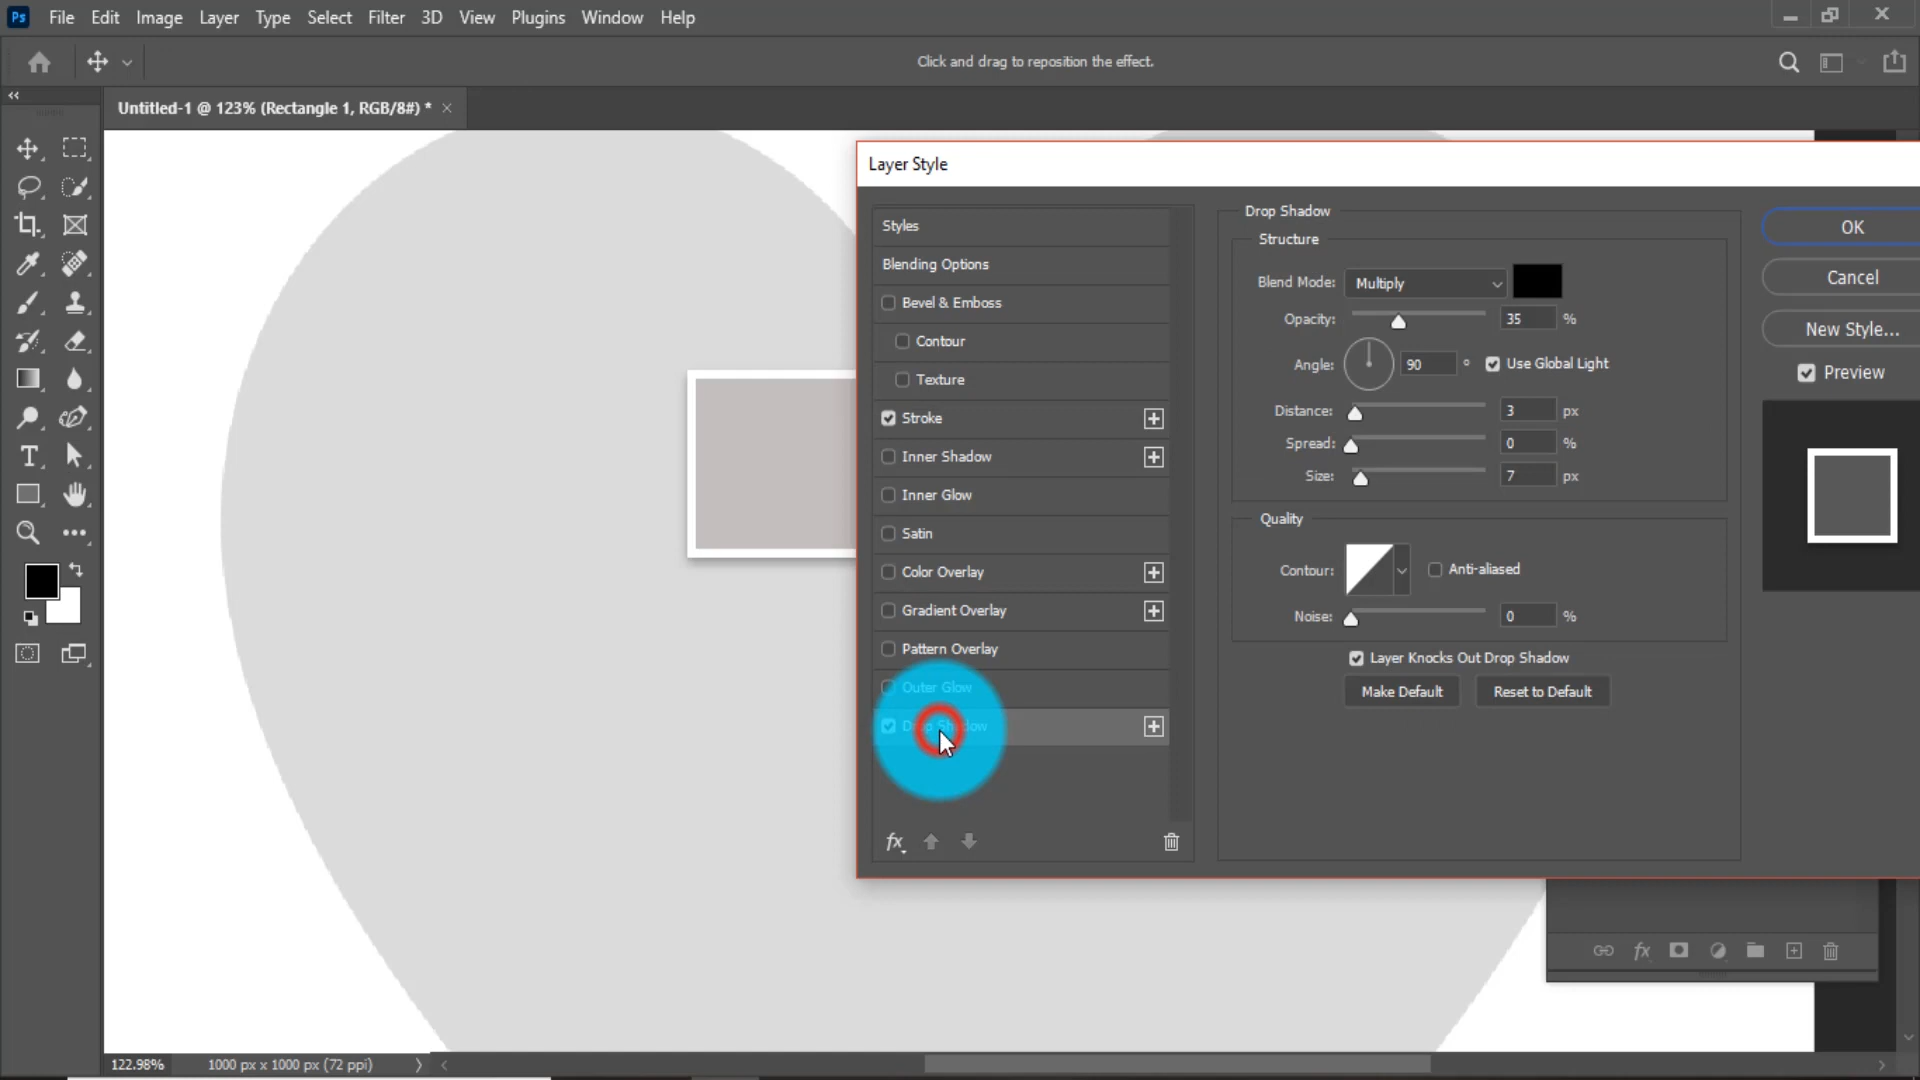 Ps File Edit Image Layer Type Select Filter 3D View Plugins Window Help
Click and drag to reposition the effect.
Untitled-1 @ 123% (Rectangle 1, RGB/8#) *
Layer Style
Styles
Blending Options
Bevel & Emboss
Contour
Texture
Stroke
Inner Shadow
Inner Glow
Satin
Color Overlay
Gradient Overlay
Pattern Overlay
Outer Glow
Drop Shadow
fx
Drop Shadow
Structure
Blend Mode: Multiply
Opacity: 35 %
Angle: 90 ° Use Global Light
Distance: 3 px
Spread: 0 %
Size: 7 px
Quality
Contour: Anti-aliased
Noise: 0 %
Layer Knocks Out Drop Shadow
Make Default Reset to Default
OK
Cancel
New Style...
Preview
fx
122.98% 1000 px x 1000 px (72 ppi)